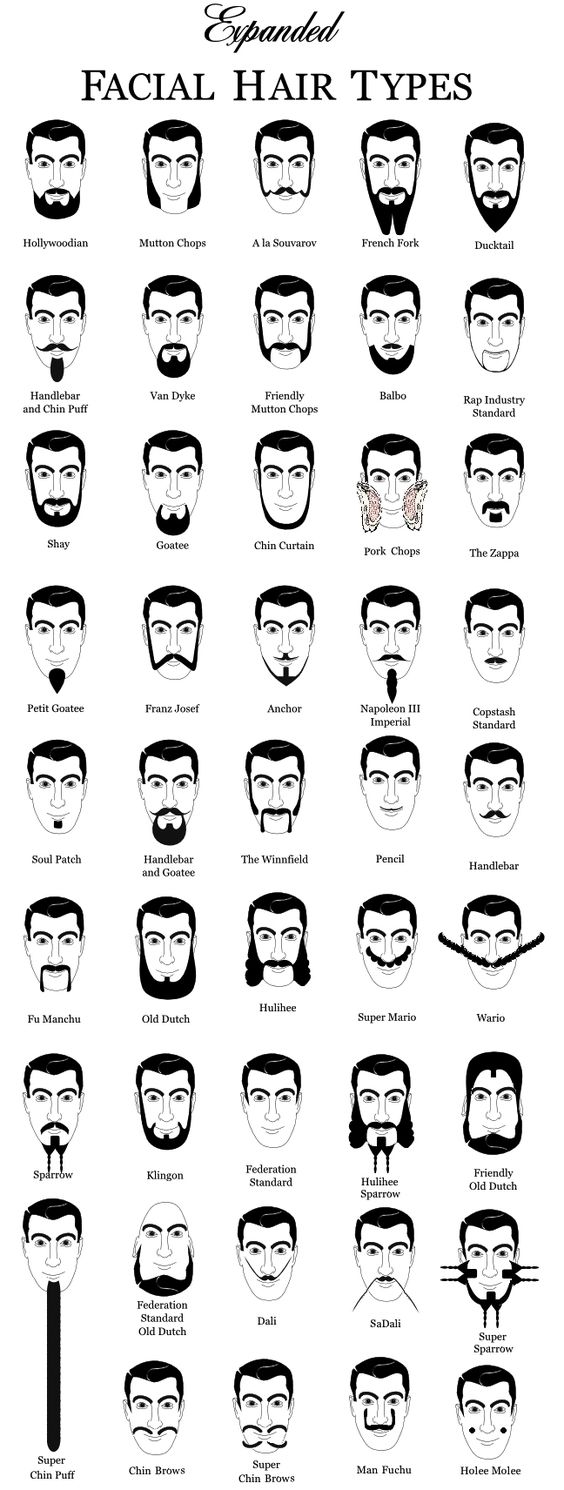 Expanded
FACIAL HAIR TYPES
Hollywoodian
Mutton Chops
A la Souvarov
French Fork
Ducktail
Handlebar
and Chin Puff
Van Dyke
Friendly
Mutton Chops
Balbo
Rap Industry
Standard
Shay
Goatee
Chin Curtain
Pork Chops
The Zappa
Petit Goatee
Franz Josef
Anchor
Napoleon III
Imperial
Copstash
Standard
Soul Patch
Handlebar
and Goatee
The Winnfield
Pencil
Handlebar
Fu Manchu
Old Dutch
Hulihee
Super Mario
Wario
Sparrow
Klingon
Federation
Standard
Hulihee
Sparrow
Friendly
Old Dutch
Super
Chin Puff
Federation
Standard
Old Dutch
Dali
SaDali
Super
Sparrow
Chin Brows
Super
Chin Brows
Man Fuchu
Holee Molee